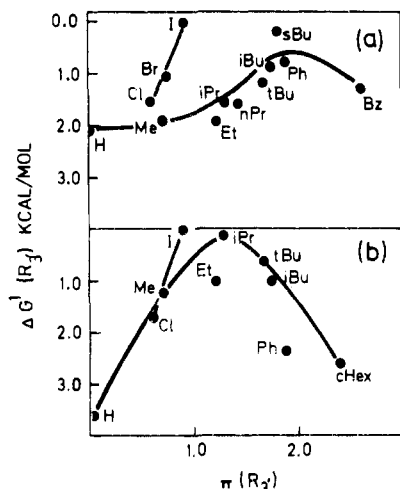 (a)
I
sBu
Br
iBu
Ph
Cl
iPr
tBu
nPr
Bz
Me
Et
H
0.0
1.0
2.0
3.0
(b)
I
iPr
tBu
Me
Et
iBu
Cl
Ph
cHex
H
1.0
2.0
3.0
1.0 2.0
ΔG¹ (R3') KCAL/MOL
π (R3')